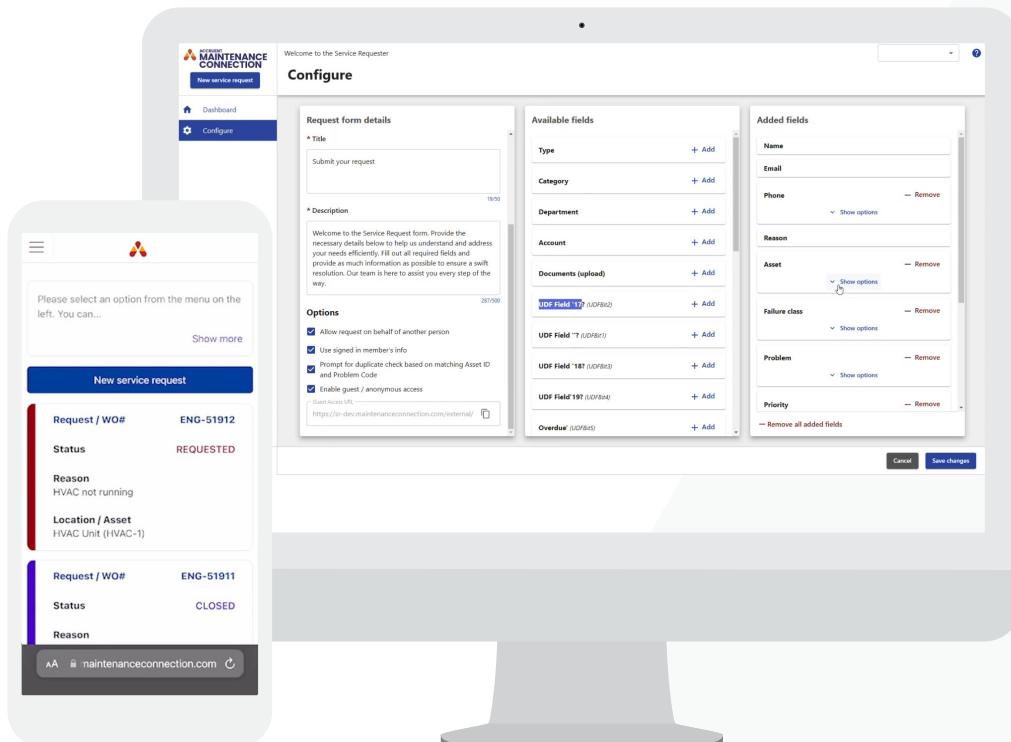 ACCRUENT
MAINTENANCE
CONNECTION
New service request
Dashboard
Configure
Welcome to the Service Requester
Configure
Request form details
* Title
Submit your request
19/50
* Description
Welcome to the Service Request form. Provide the
necessary details below to help us understand and address
your needs efficiently. Fill out all required fields and
provide as much information as possible to ensure a swift
resolution. Our team is here to assist you every step of the
way.
287/500
Options
Allow request on behalf of another person
Use signed in member's info
Prompt for duplicate check based on matching Asset ID
and Problem Code
Enable guest / anonymous access
Guest Access URL
https://sr-dev.maintenanceconnection.com/external/
Available fields
Type + Add
Category + Add
Department + Add
Account + Add
Documents (upload) + Add
UDF Field '17? (UDFBit2) + Add
UDF Field ''? (UDFBit1) + Add
UDF Field '18? (UDFBit3) + Add
UDF Field'19? (UDFBit4) + Add
Overdue' (UDFBit5) + Add
Added fields
Name
Email
Phone — Remove
Show options
Reason
Asset — Remove
Show options
Failure class — Remove
Show options
Problem — Remove
Show options
Priority — Remove
— Remove all added fields
Cancel Save changes
Please select an option from the menu on the
left. You can...
Show more
New service request
Request / WO# ENG-51912
Status REQUESTED
Reason
HVAC not running
Location / Asset
HVAC Unit (HVAC-1)
Request / WO# ENG-51911
Status CLOSED
Reason
AA maintenanceconnection.com